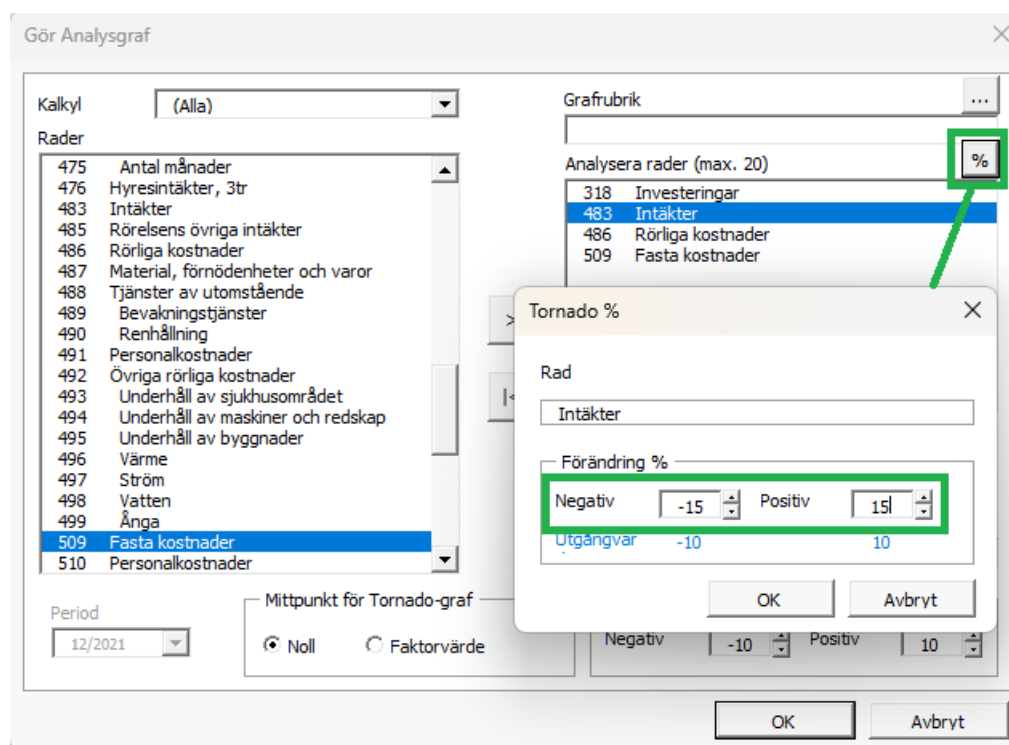 Gör Analysgraf
Kalkyl (Alla)
Rader
475 Antal månader
476 Hyresintäkter, 3tr
483 Intäkter
485 Rörelsens övriga intäkter
486 Rörliga kostnader
487 Material, förnödenheter och varor
488 Tjänster av utomstående
489 Bevakningstjänster
490 Renhållning
491 Personalkostnader
492 Övriga rörliga kostnader
493 Underhåll av sjukhusområdet
494 Underhåll av maskiner och redskap
495 Underhåll av byggnader
496 Värme
497 Ström
498 Vatten
499 Ånga
509 Fasta kostnader
510 Personalkostnader
Period
12/2021
Mittpunkt för Tornado-graf
Noll Faktorvärde
Grafrubrik ...
Analysera rader (max. 20) %
318 Investeringar
483 Intäkter
486 Rörliga kostnader
509 Fasta kostnader
>
|<
Tornado %
Rad
Intäkter
Förändring %
Negativ -15 Positiv 15
Utgångvär -10 10
OK Avbryt
Negativ -10 Positiv 10
OK Avbryt